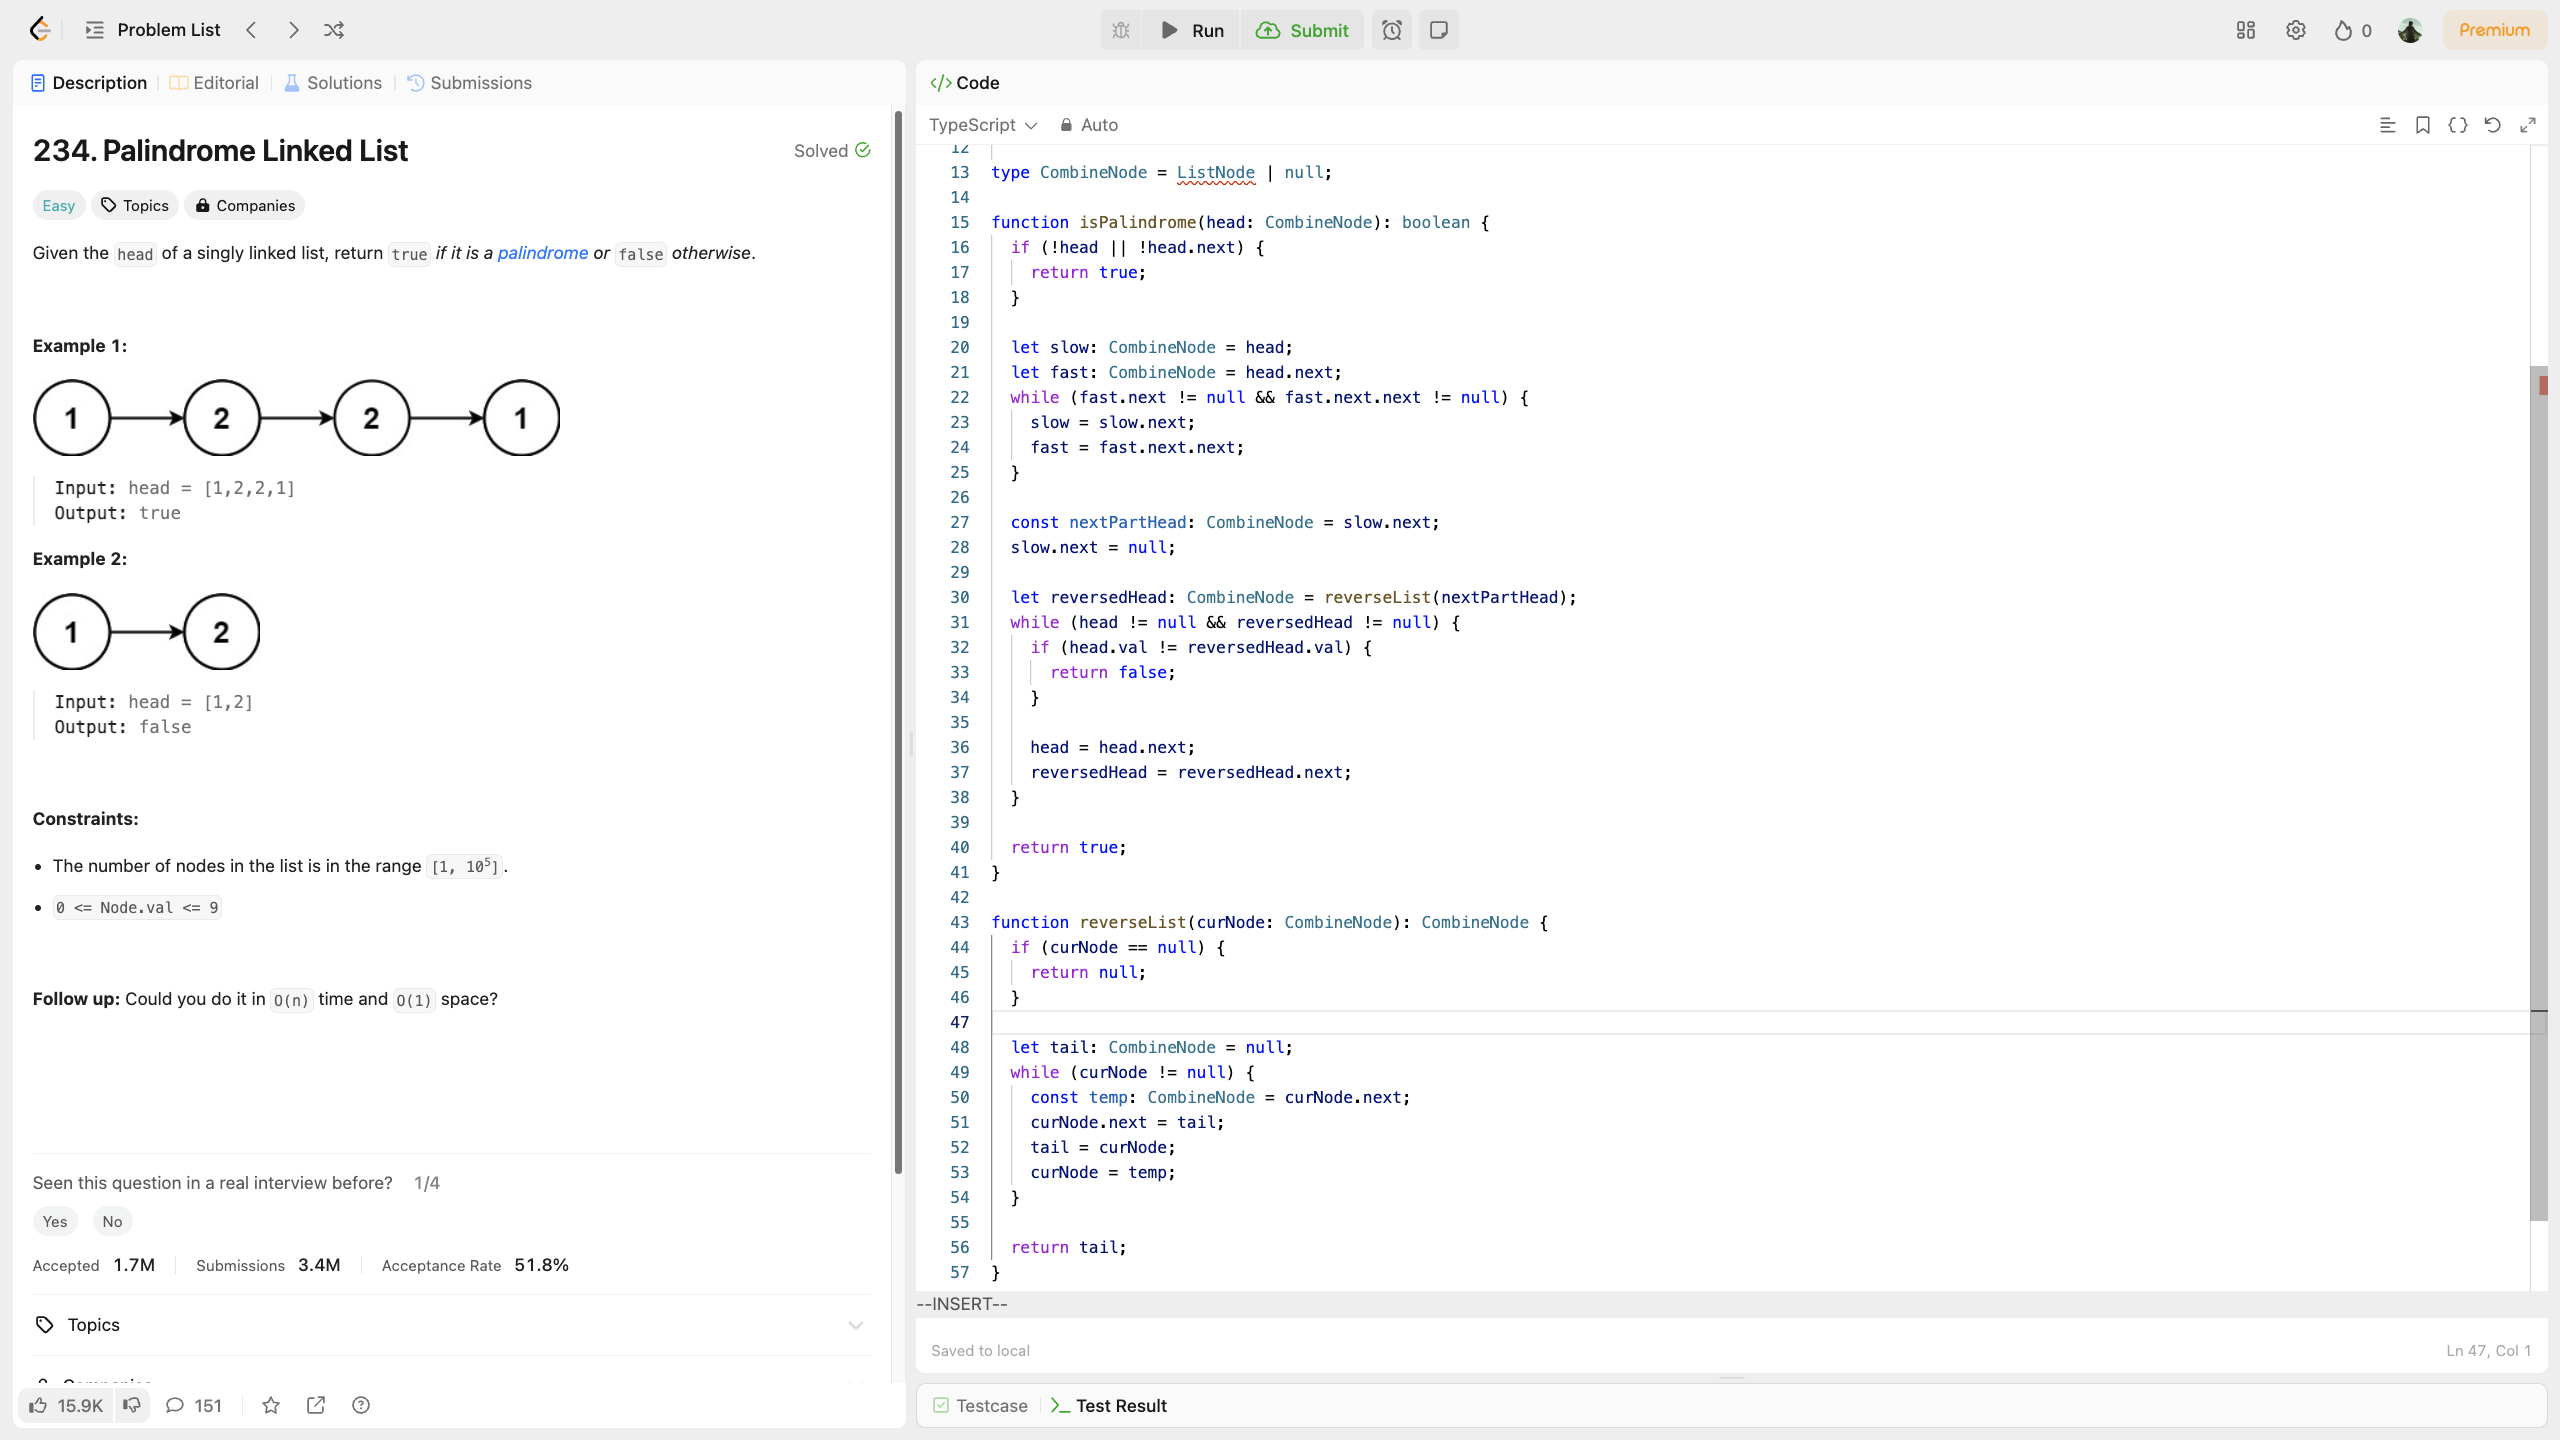 Problem List
Run
Submit
0
Premium
Description
Editorial
Solutions
Submissions
234. Palindrome Linked List
Solved
Easy
Topics
Companies
Given the head of a singly linked list, return true if it is a palindrome or false otherwise.
Example 1:
1 2 2 1
Input: head = [1,2,2,1]
Output: true
Example 2:
1 2
Input: head = [1,2]
Output: false
Constraints:
• The number of nodes in the list is in the range [1, 10⁵].
• 0 <= Node.val <= 9
Follow up: Could you do it in O(n) time and O(1) space?
Seen this question in a real interview before? 1/4
Yes
No
Accepted 1.7M
Submissions 3.4M
Acceptance Rate 51.8%
Topics
Companies
15.9K
151
</> Code
TypeScript
Auto
12
13 type CombineNode = ListNode | null;
14
15 function isPalindrome(head: CombineNode): boolean {
16   if (!head || !head.next) {
17     return true;
18   }
19
20   let slow: CombineNode = head;
21   let fast: CombineNode = head.next;
22   while (fast.next != null && fast.next.next != null) {
23     slow = slow.next;
24     fast = fast.next.next;
25   }
26
27   const nextPartHead: CombineNode = slow.next;
28   slow.next = null;
29
30   let reversedHead: CombineNode = reverseList(nextPartHead);
31   while (head != null && reversedHead != null) {
32     if (head.val != reversedHead.val) {
33       return false;
34     }
35
36     head = head.next;
37     reversedHead = reversedHead.next;
38   }
39
40   return true;
41 }
42
43 function reverseList(curNode: CombineNode): CombineNode {
44   if (curNode == null) {
45     return null;
46   }
47
48   let tail: CombineNode = null;
49   while (curNode != null) {
50     const temp: CombineNode = curNode.next;
51     curNode.next = tail;
52     tail = curNode;
53     curNode = temp;
54   }
55
56   return tail;
57 }
--INSERT--
Saved to local
Ln 47, Col 1
Testcase
Test Result